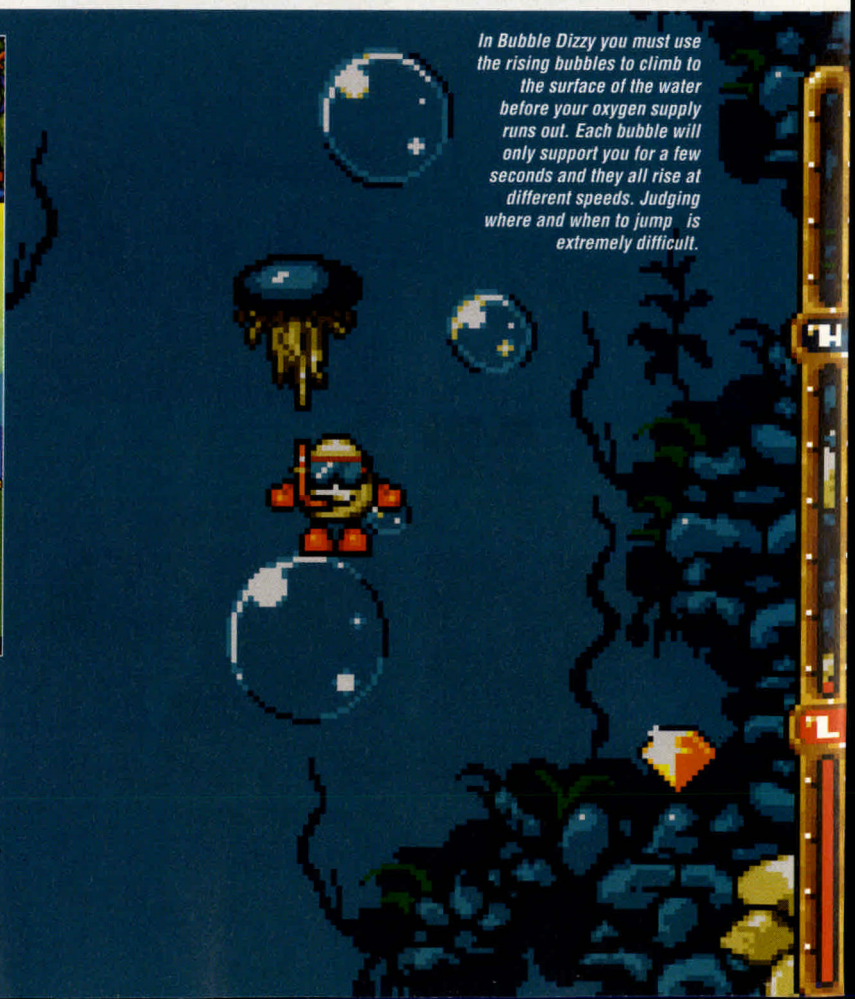 In Bubble Dizzy you must use
the rising bubbles to climb to
the surface of the water
before your oxygen supply
runs out. Each bubble will
only support you for a few
seconds and they all rise at
different speeds. Judging
where and when to jump is
extremely difficult.
H
L